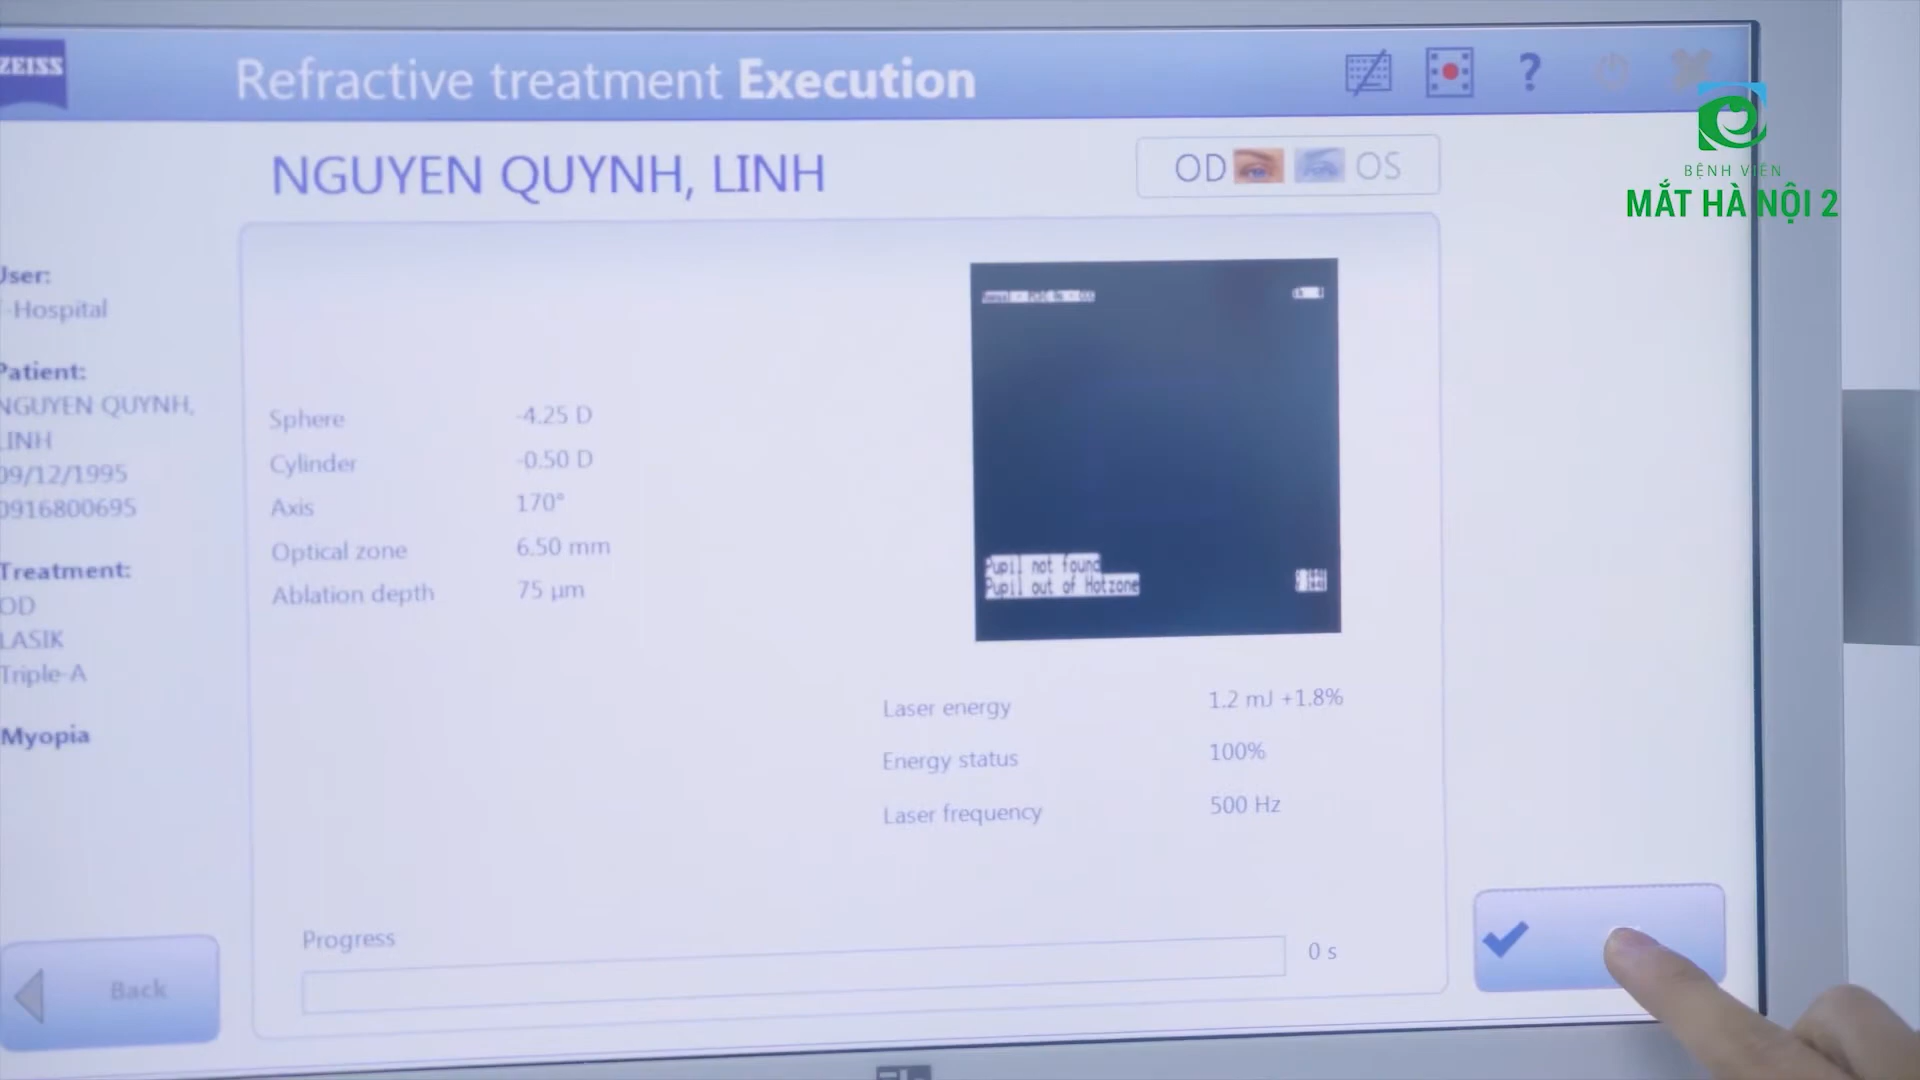 ZEISS
Refractive treatment Execution
?
BỆNH VIỆN
MẮT HÀ NỘI 2
NGUYEN QUYNH, LINH
OD OS
User:
-Hospital
Patient:
NGUYEN QUYNH,
LINH
09/12/1995
0916800695
Treatment:
OD
LASIK
Triple-A
Myopia
Sphere -4.25 D
Cylinder -0.50 D
Axis 170°
Optical zone 6.50 mm
Ablation depth 75 µm
Pupil not found
Pupil out of Hotzone
Laser energy 1.2 mJ +1.8%
Energy status 100%
Laser frequency 500 Hz
Progress
0 s
Back